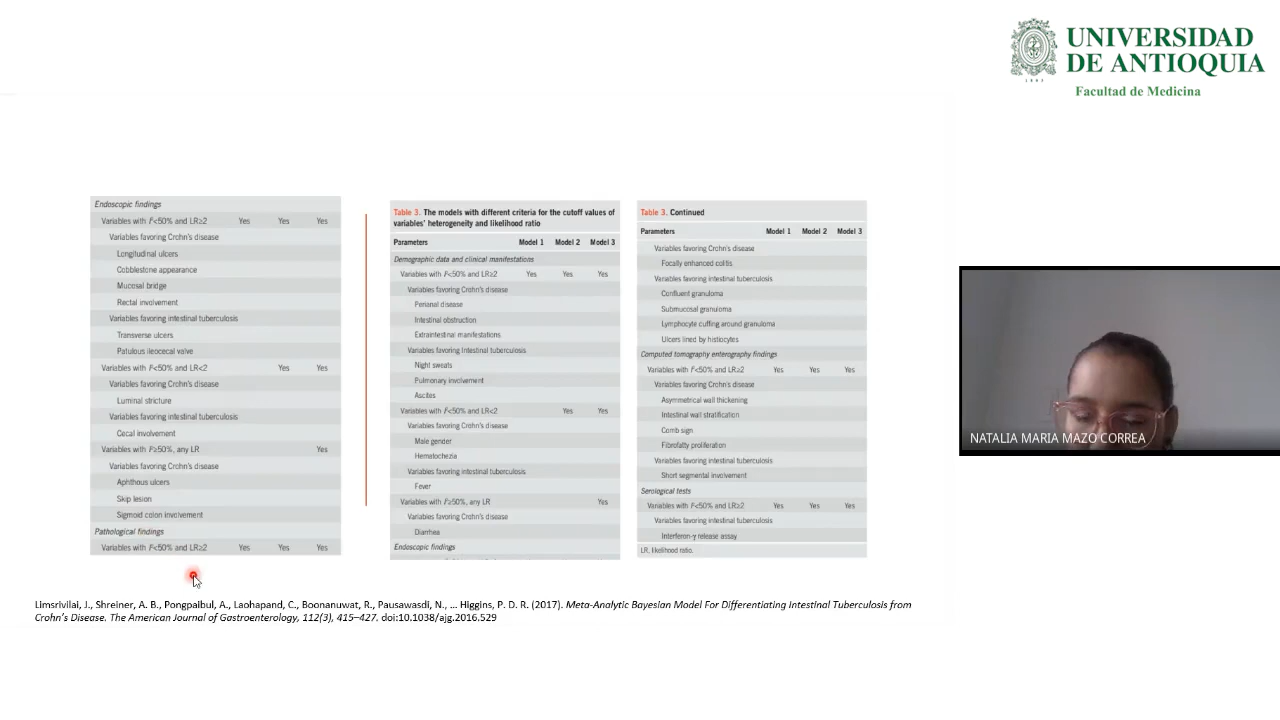 UNIVERSIDAD
DE ANTIOQUIA
1803
Facultad de Medicina
Endoscopic findings
Variables with I²<50% and LR≥2 Yes Yes Yes
Variables favoring Crohn's disease
Longitudinal ulcers
Cobblestone appearance
Mucosal bridge
Rectal involvement
Variables favoring intestinal tuberculosis
Transverse ulcers
Patulous ileocecal valve
Variables with I²<50% and LR<2 Yes Yes
Variables favoring Crohn's disease
Luminal stricture
Variables favoring intestinal tuberculosis
Cecal involvement
Variables with I²≥50%, any LR Yes
Variables favoring Crohn's disease
Aphthous ulcers
Skip lesion
Sigmoid colon involvement
Pathological findings
Variables with I²<50% and LR≥2 Yes Yes Yes
Table 3. The models with different criteria for the cutoff values of
variables' heterogeneity and likelihood ratio
Parameters Model 1 Model 2 Model 3
Demographic data and clinical manifestations
Variables with I²<50% and LR≥2 Yes Yes Yes
Variables favoring Crohn's disease
Perianal disease
Intestinal obstruction
Extraintestinal manifestations
Variables favoring Intestinal tuberculosis
Night sweats
Pulmonary involvement
Ascites
Variables with I²<50% and LR<2 Yes Yes
Variables favoring Crohn's disease
Male gender
Hematochezia
Variables favoring intestinal tuberculosis
Fever
Variables with I²≥50%, any LR Yes
Variables favoring Crohn's disease
Diarrhea
Endoscopic findings
Table 3. Continued
Parameters Model 1 Model 2 Model 3
Variables favoring Crohn's disease
Focally enhanced colitis
Variables favoring intestinal tuberculosis
Confluent granuloma
Submucosal granuloma
Lymphocyte cuffing around granuloma
Ulcers lined by histiocytes
Computed tomography enterography findings
Variables with I²<50% and LR≥2 Yes Yes Yes
Variables favoring Crohn's disease
Asymmetrical wall thickening
Intestinal wall stratification
Comb sign
Fibrofatty proliferation
Variables favoring intestinal tuberculosis
Short segmental involvement
Serological tests
Variables with I²<50% and LR≥2 Yes Yes Yes
Variables favoring intestinal tuberculosis
Interferon-γ release assay
LR, likelihood ratio.
NATALIA MARIA MAZO CORREA
Limsrivilai, J., Shreiner, A. B., Pongpaibul, A., Laohapand, C., Boonanuwat, R., Pausawasdi, N., … Higgins, P. D. R. (2017). Meta-Analytic Bayesian Model For Differentiating Intestinal Tuberculosis from
Crohn's Disease. The American Journal of Gastroenterology, 112(3), 415–427. doi:10.1038/ajg.2016.529